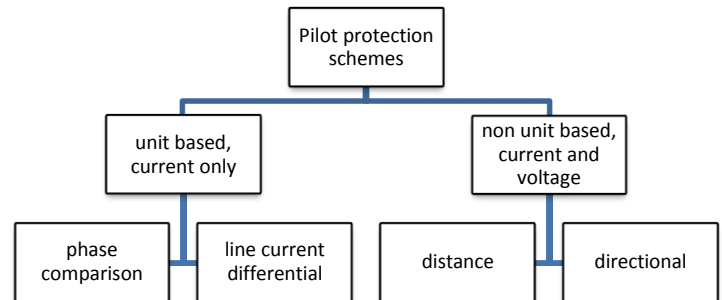 Pilot protection
schemes
unit based,
current only
non unit based,
current and
voltage
phase
comparison
line current
differential
distance
directional